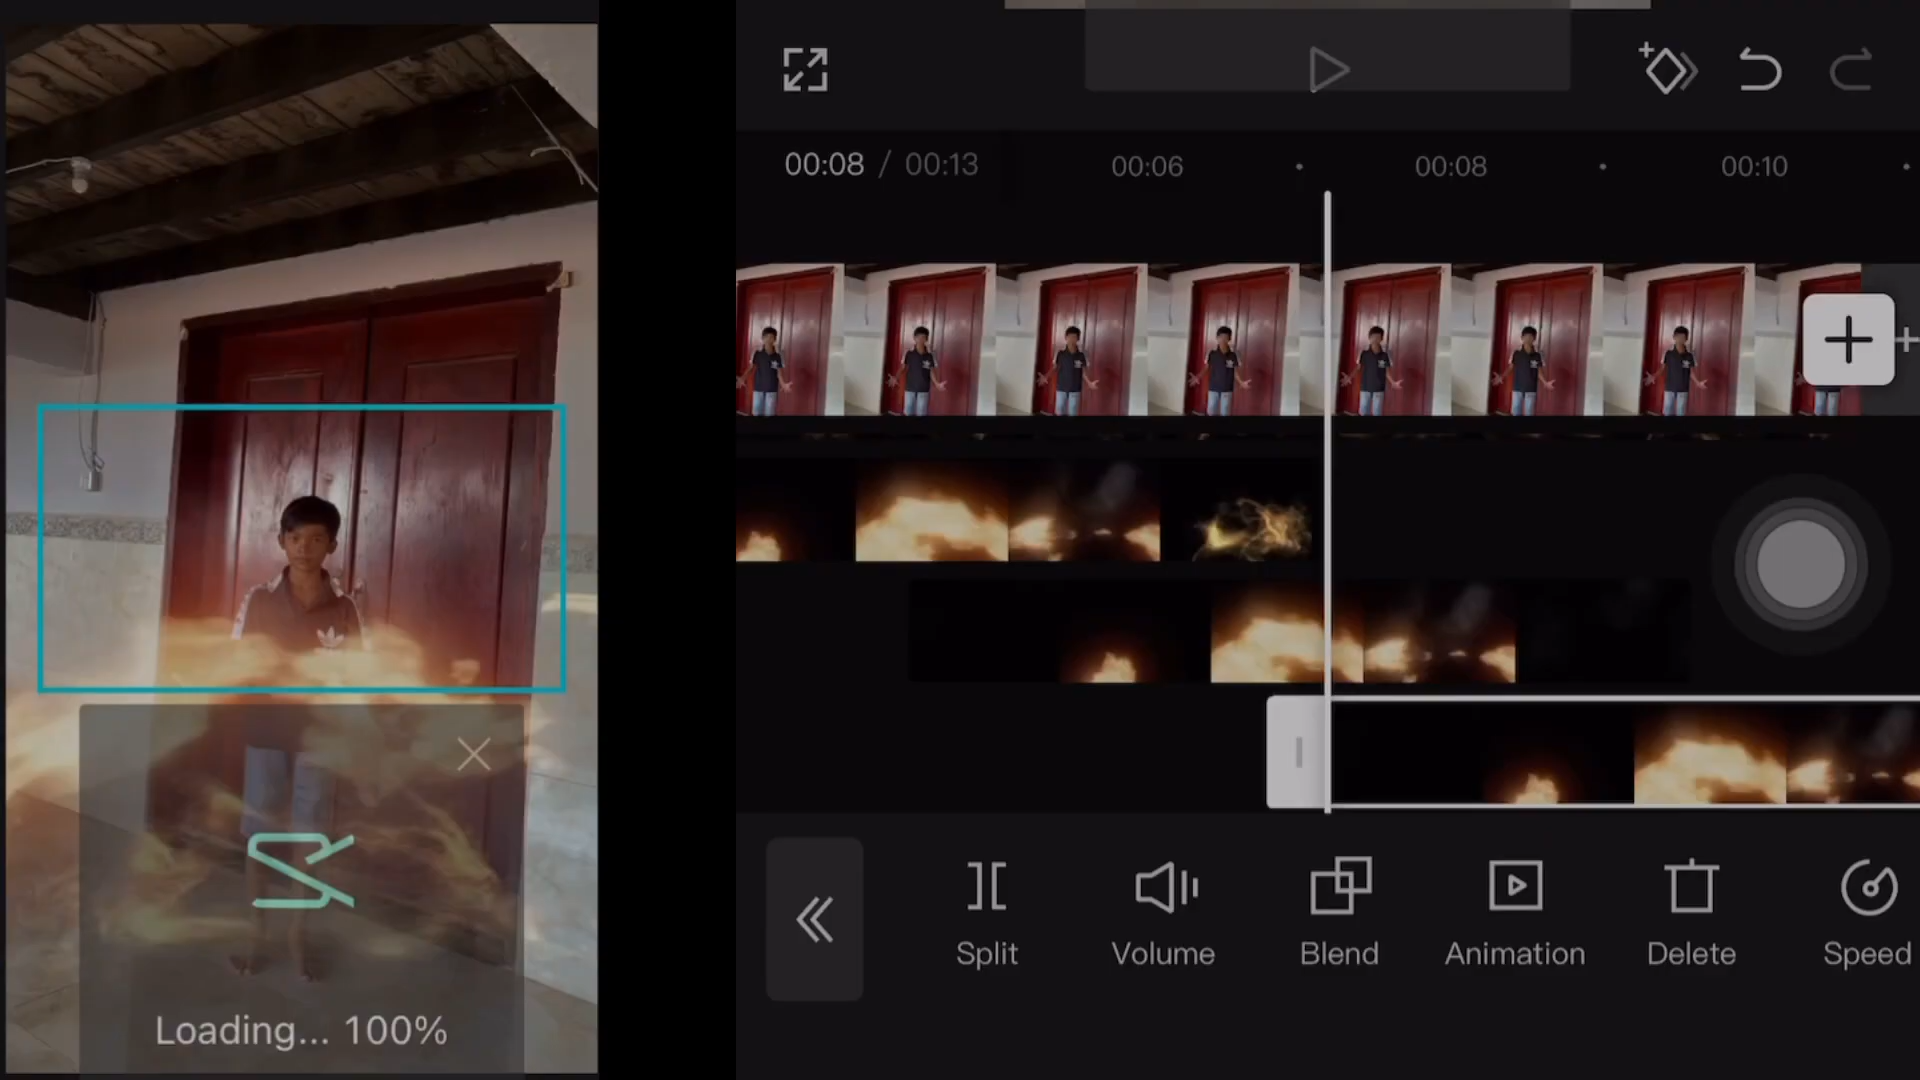 Loading... 100%
00:08 / 00:13
00:06
00:08
00:10
Split
Volume
Blend
Animation
Delete
Speed